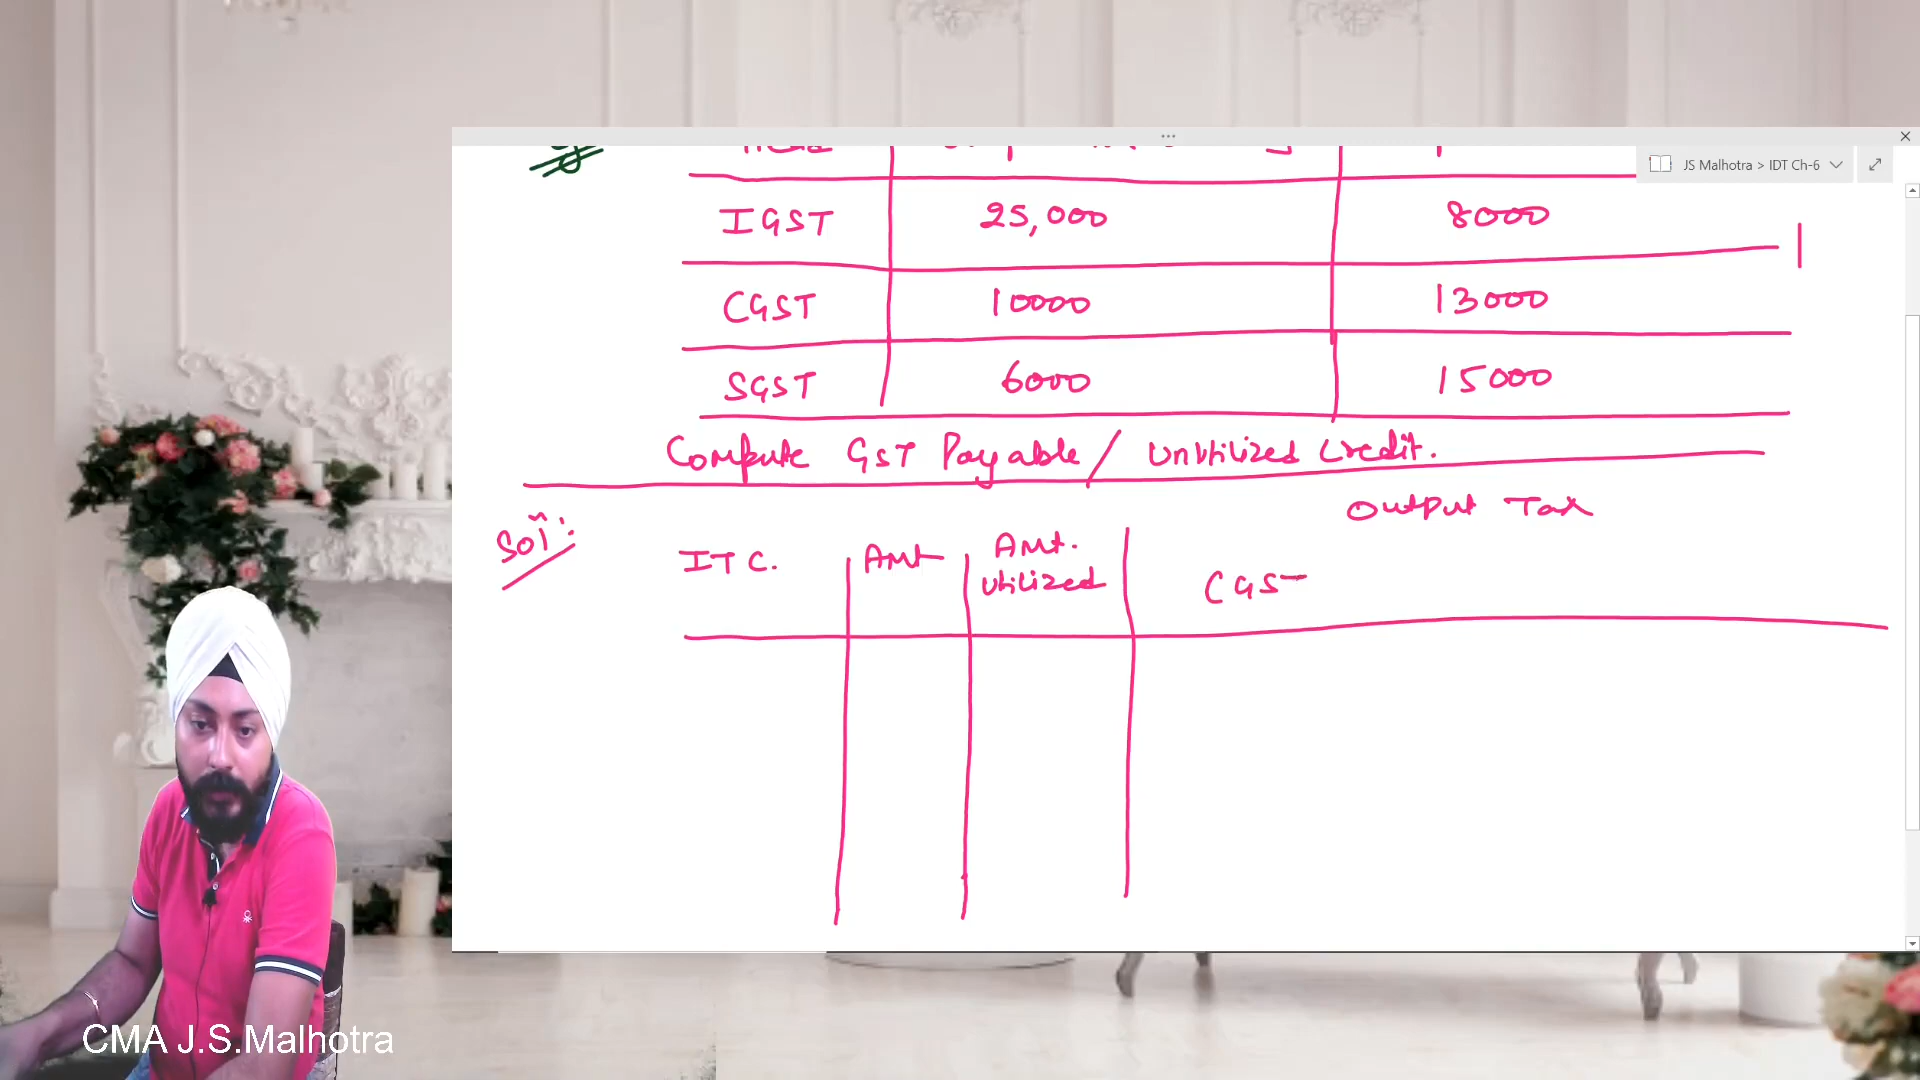 JS Malhotra > IDT Ch-6
IGST 25,000 8000
CGST 10000 13000
SGST 6000 15000
Compute GST Payable / Unutilized Credit.
Output Tax
Sol":
ITC. Amt Amt. utilized CGST
CMA J.S.Malhotra